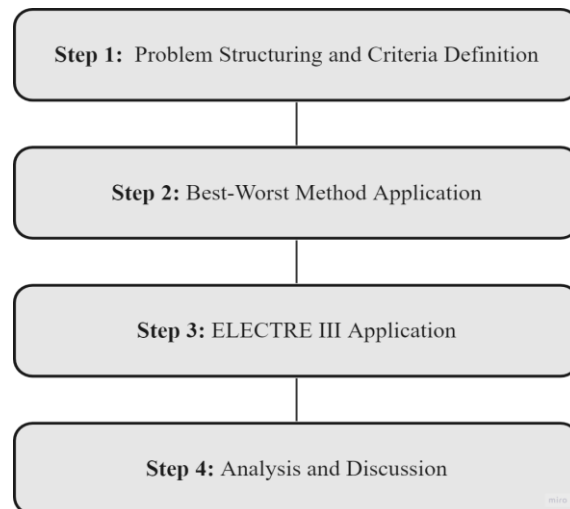 Step 1: Problem Structuring and Criteria Definition
Step 2: Best-Worst Method Application
Step 3: ELECTRE III Application
Step 4: Analysis and Discussion
miro